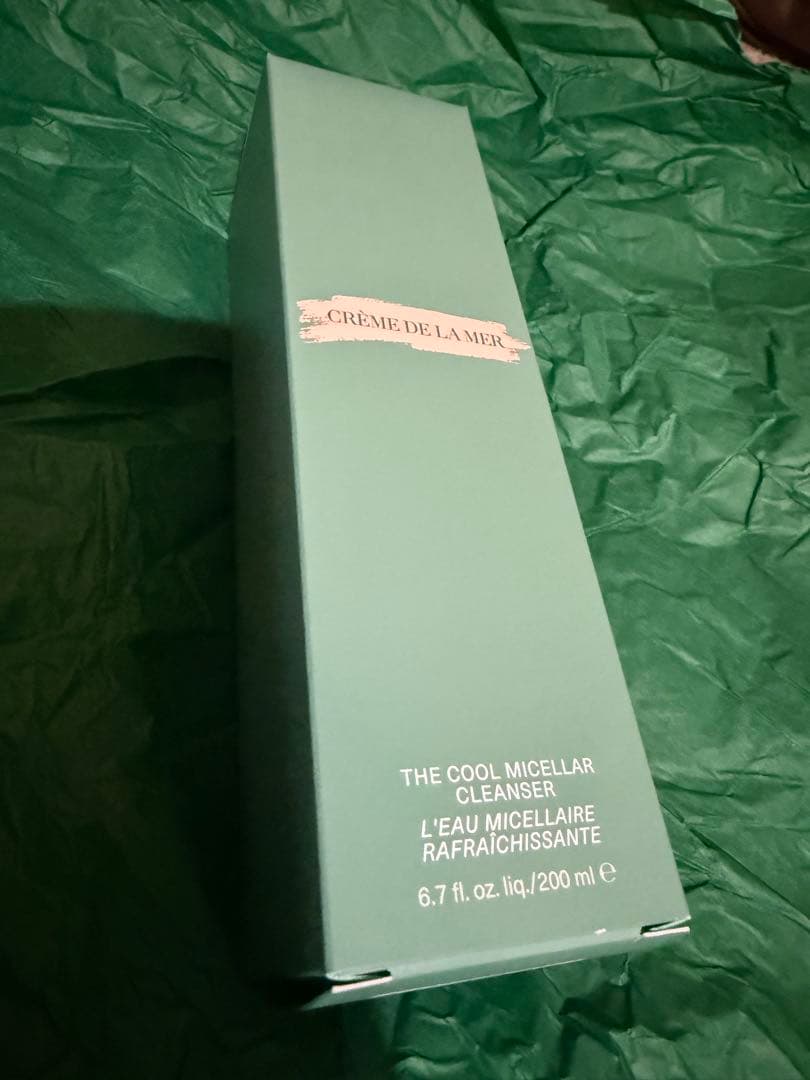 CRÈME DE LA MER
THE COOL MICELLAR
CLEANSER
L'EAU MICELLAIRE
RAFRAÎCHISSANTE
6.7 fl. oz. liq./200 ml ℮